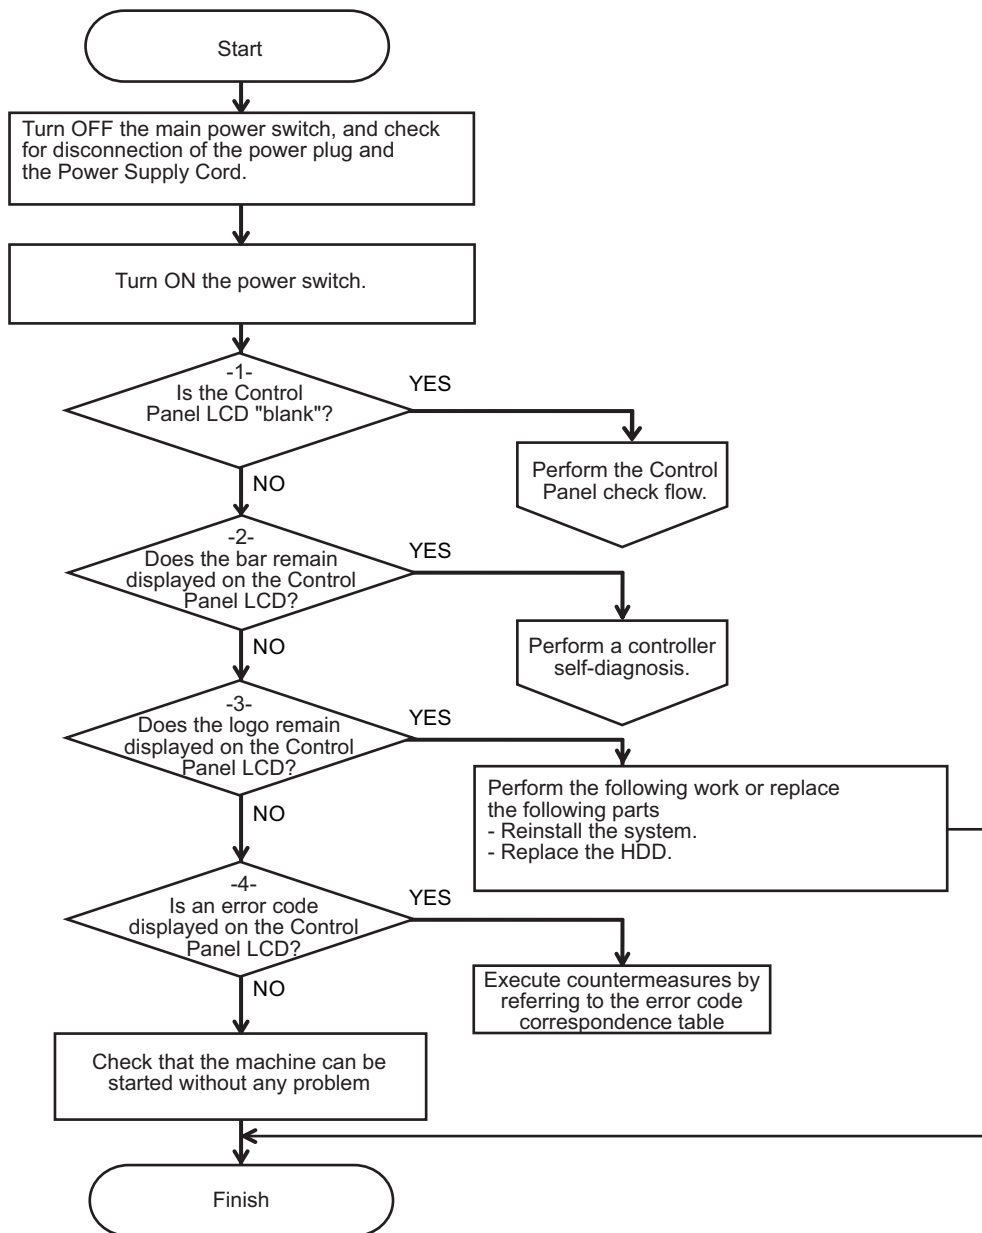 Start
Turn OFF the main power switch, and check
for disconnection of the power plug and
the Power Supply Cord.
Turn ON the power switch.
-1-
Is the Control
Panel LCD "blank"?
YES
Perform the Control
Panel check flow.
NO
-2-
Does the bar remain
displayed on the Control
Panel LCD?
YES
Perform a controller
self-diagnosis.
NO
-3-
Does the logo remain
displayed on the Control
Panel LCD?
YES
Perform the following work or replace
the following parts
- Reinstall the system.
- Replace the HDD.
NO
-4-
Is an error code
displayed on the Control
Panel LCD?
YES
Execute countermeasures by
referring to the error code
correspondence table
NO
Check that the machine can be
started without any problem
Finish